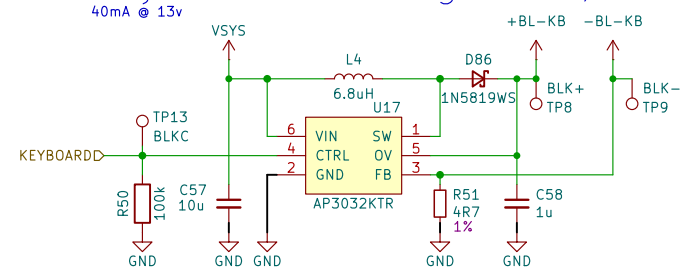 40mA @ 13v
+BL-KB -BL-KB
VSYS
L4
6.8uH
D86
1N5819WS
BLK+
TP8
BLK-
TP9
TP13
BLKC
U17
6 VIN SW 1
KEYBOARD 4 CTRL OV 5
2 GND FB 3
AP3032KTR
R50
100k
C57
10u
R51
4R7
1%
C58
1u
GND GND GND GND GND